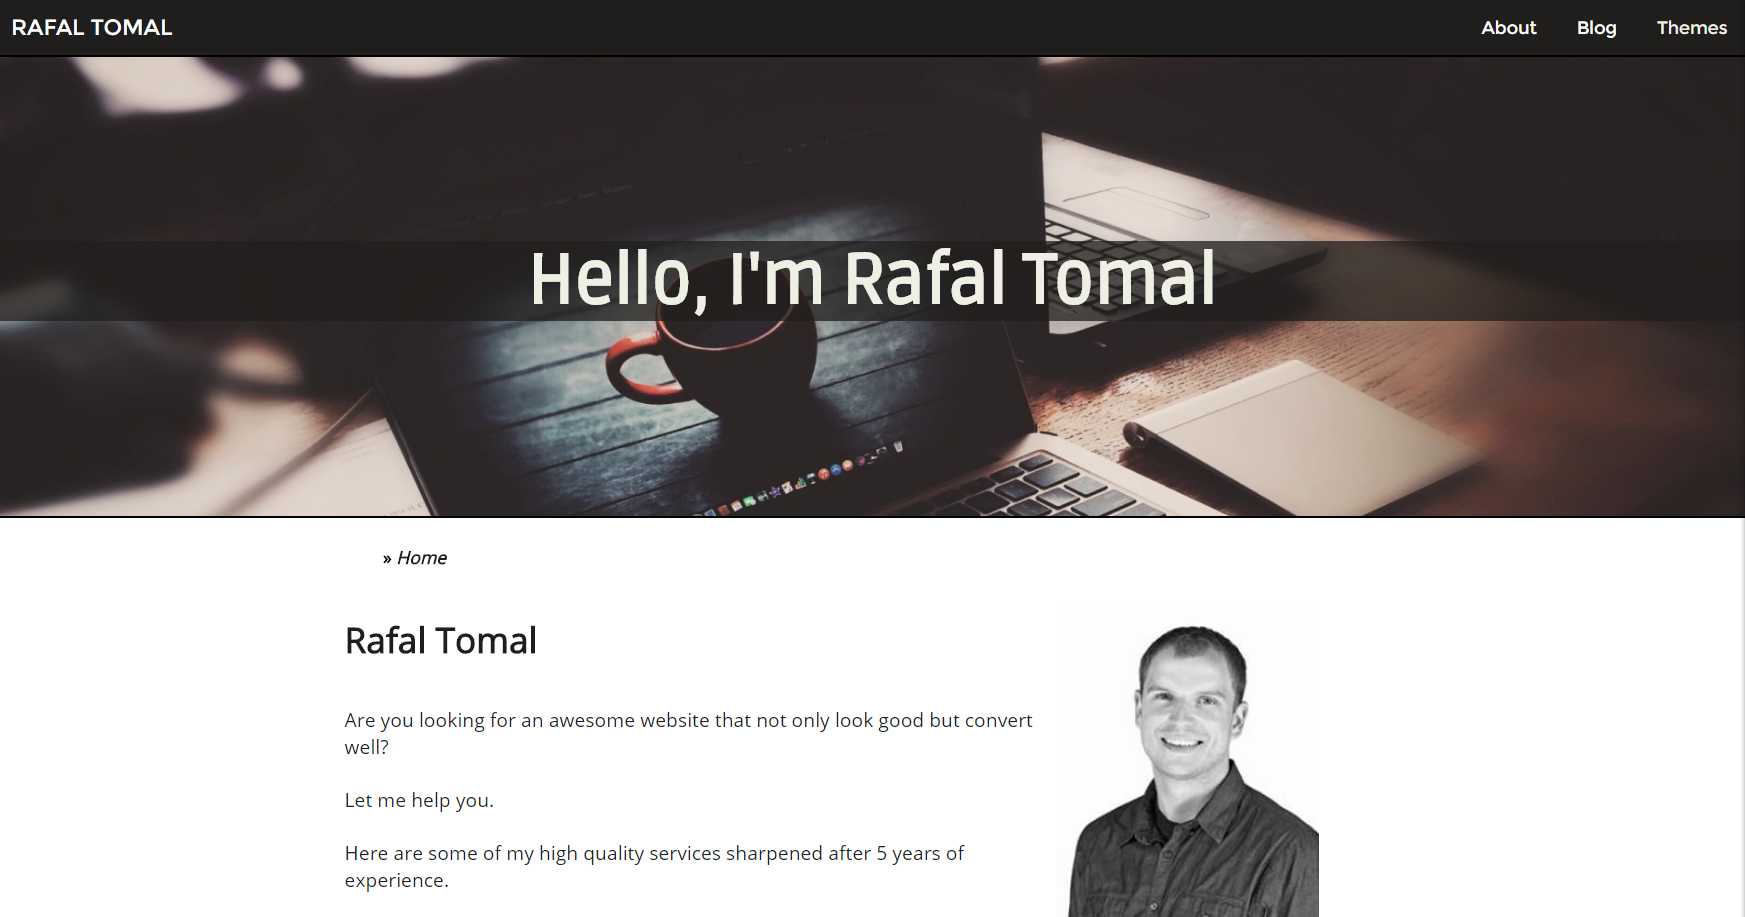 RAFAL TOMAL
About Blog Themes
Hello, I'm Rafal Tomal
» Home
Rafal Tomal
Are you looking for an awesome website that not only look good but convert
well?
Let me help you.
Here are some of my high quality services sharpened after 5 years of
experience.